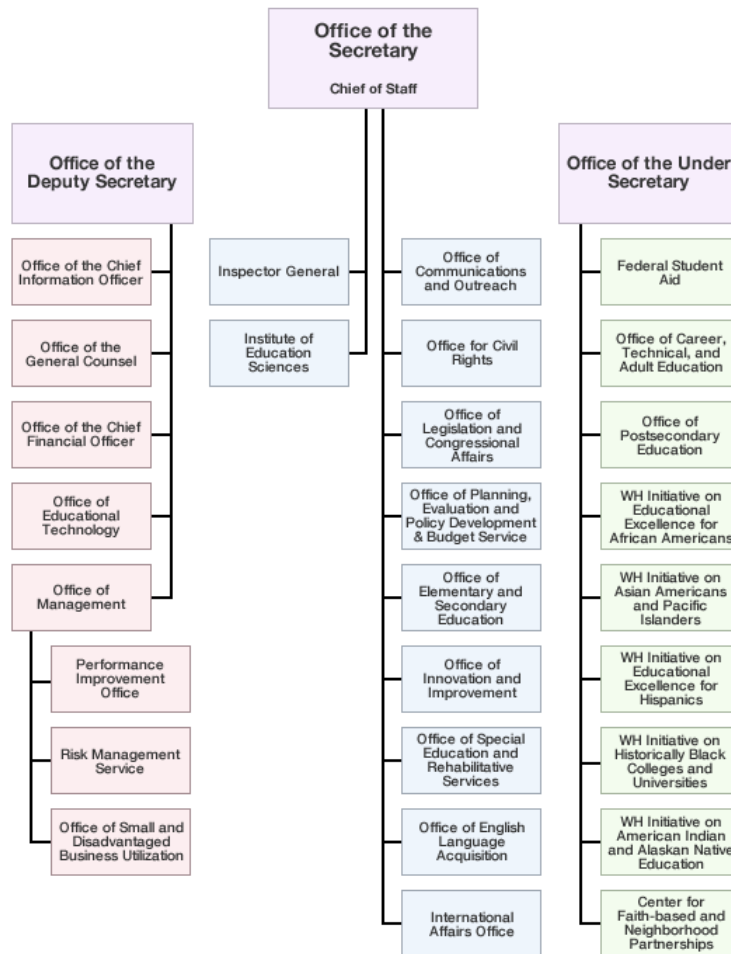 Office of the
Secretary
Chief of Staff
Office of the
Deputy Secretary
Office of the Chief
Information Officer
Office of the
General Counsel
Office of the Chief
Financial Officer
Office of
Educational
Technology
Office of
Management
Performance
Improvement
Office
Risk Management
Service
Office of Small and
Disadvantaged
Business Utilization
Inspector General
Institute of
Education
Sciences
Office of
Communications
and Outreach
Office for Civil
Rights
Office of
Legislation and
Congressional
Affairs
Office of Planning,
Evaluation and
Policy Development
& Budget Service
Office of
Elementary and
Secondary
Education
Office of
Innovation and
Improvement
Office of Special
Education and
Rehabilitative
Services
Office of English
Language
Acquisition
International
Affairs Office
Office of the Under
Secretary
Federal Student
Aid
Office of Career,
Technical, and
Adult Education
Office of
Postsecondary
Education
WH Initiative on
Educational
Excellence for
African Americans
WH Initiative on
Asian Americans
and Pacific
Islanders
WH Initiative on
Educational
Excellence for
Hispanics
WH Initiative on
Historically Black
Colleges and
Universities
WH Initiative on
American Indian
and Alaskan Native
Education
Center for
Faith-based and
Neighborhood
Partnerships